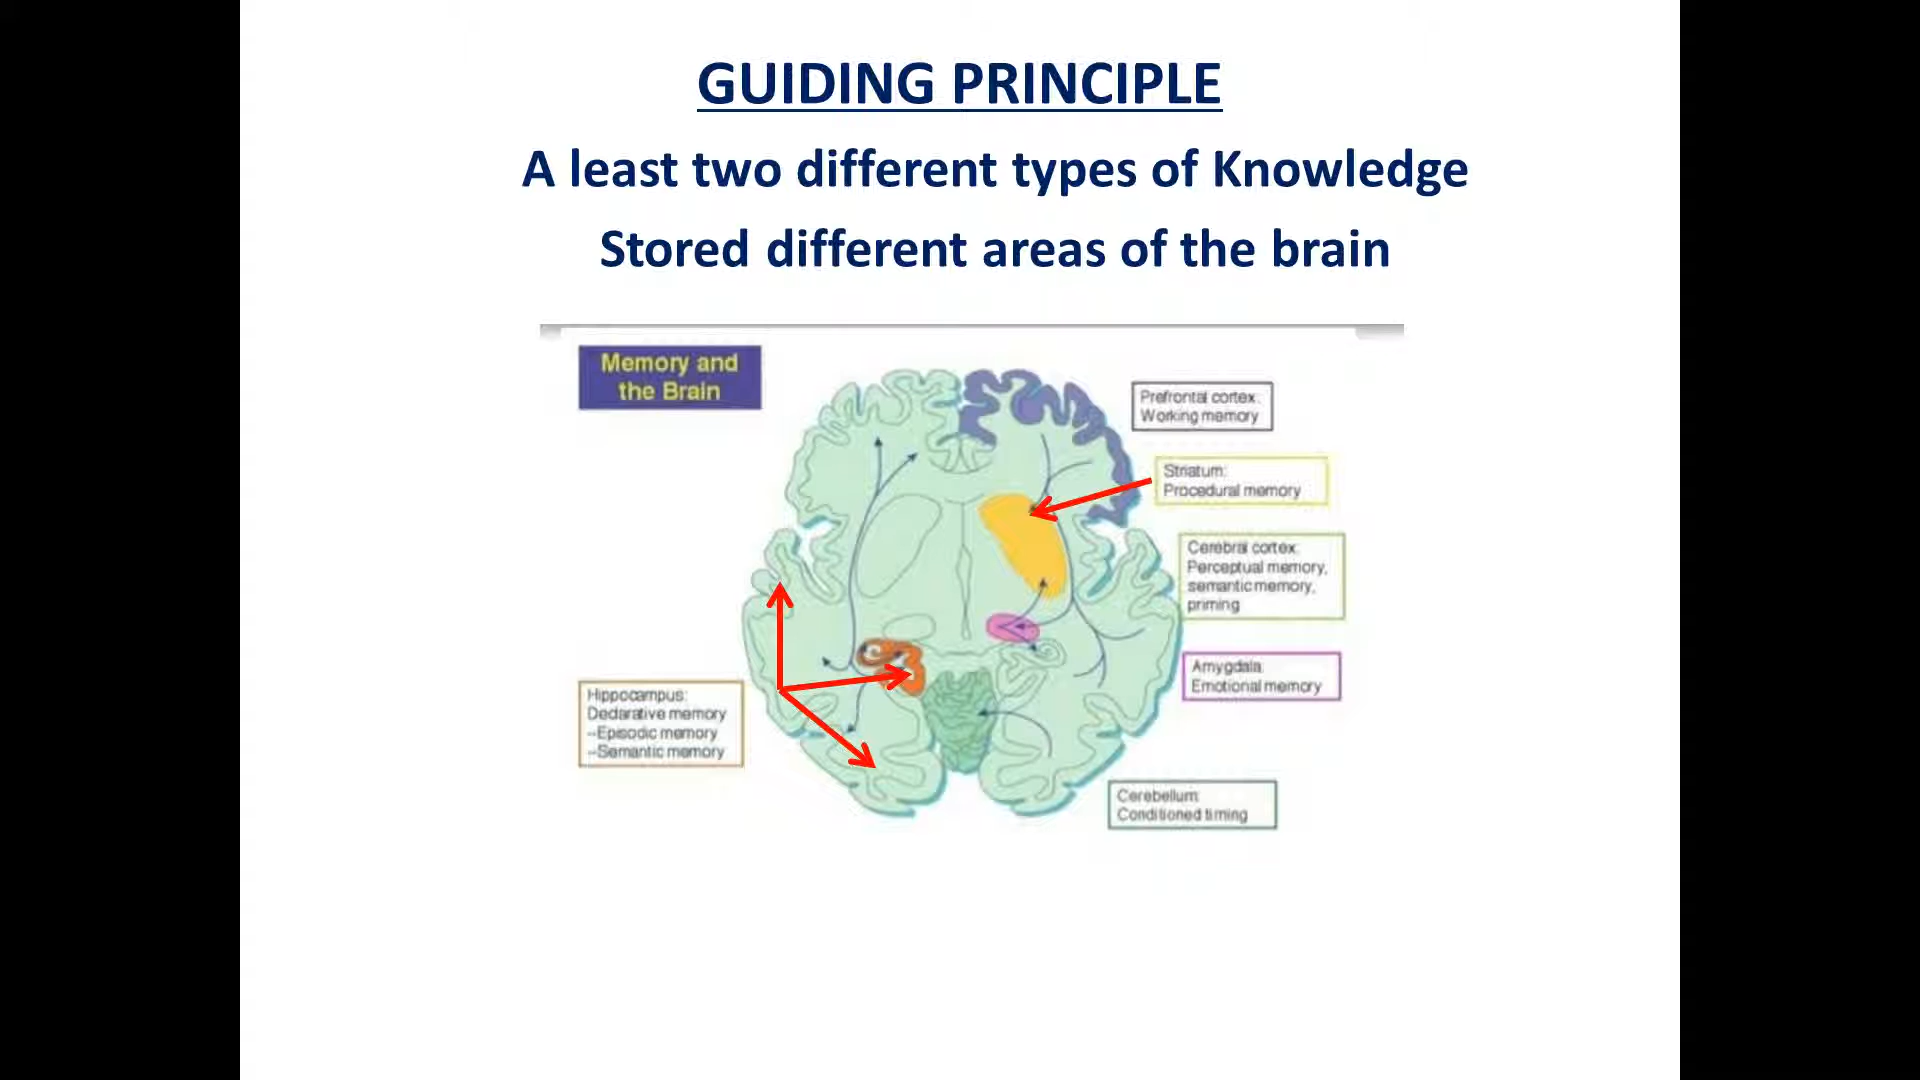 GUIDING PRINCIPLE
A least two different types of Knowledge
Stored different areas of the brain
Memory and
the Brain
Prefrontal cortex:
Working memory
Striatum:
Procedural memory
Cerebral cortex:
Perceptual memory,
semantic memory,
priming
Amygdala:
Emotional memory
Hippocampus:
Declarative memory
--Episodic memory
--Semantic memory
Cerebellum:
Conditioned timing